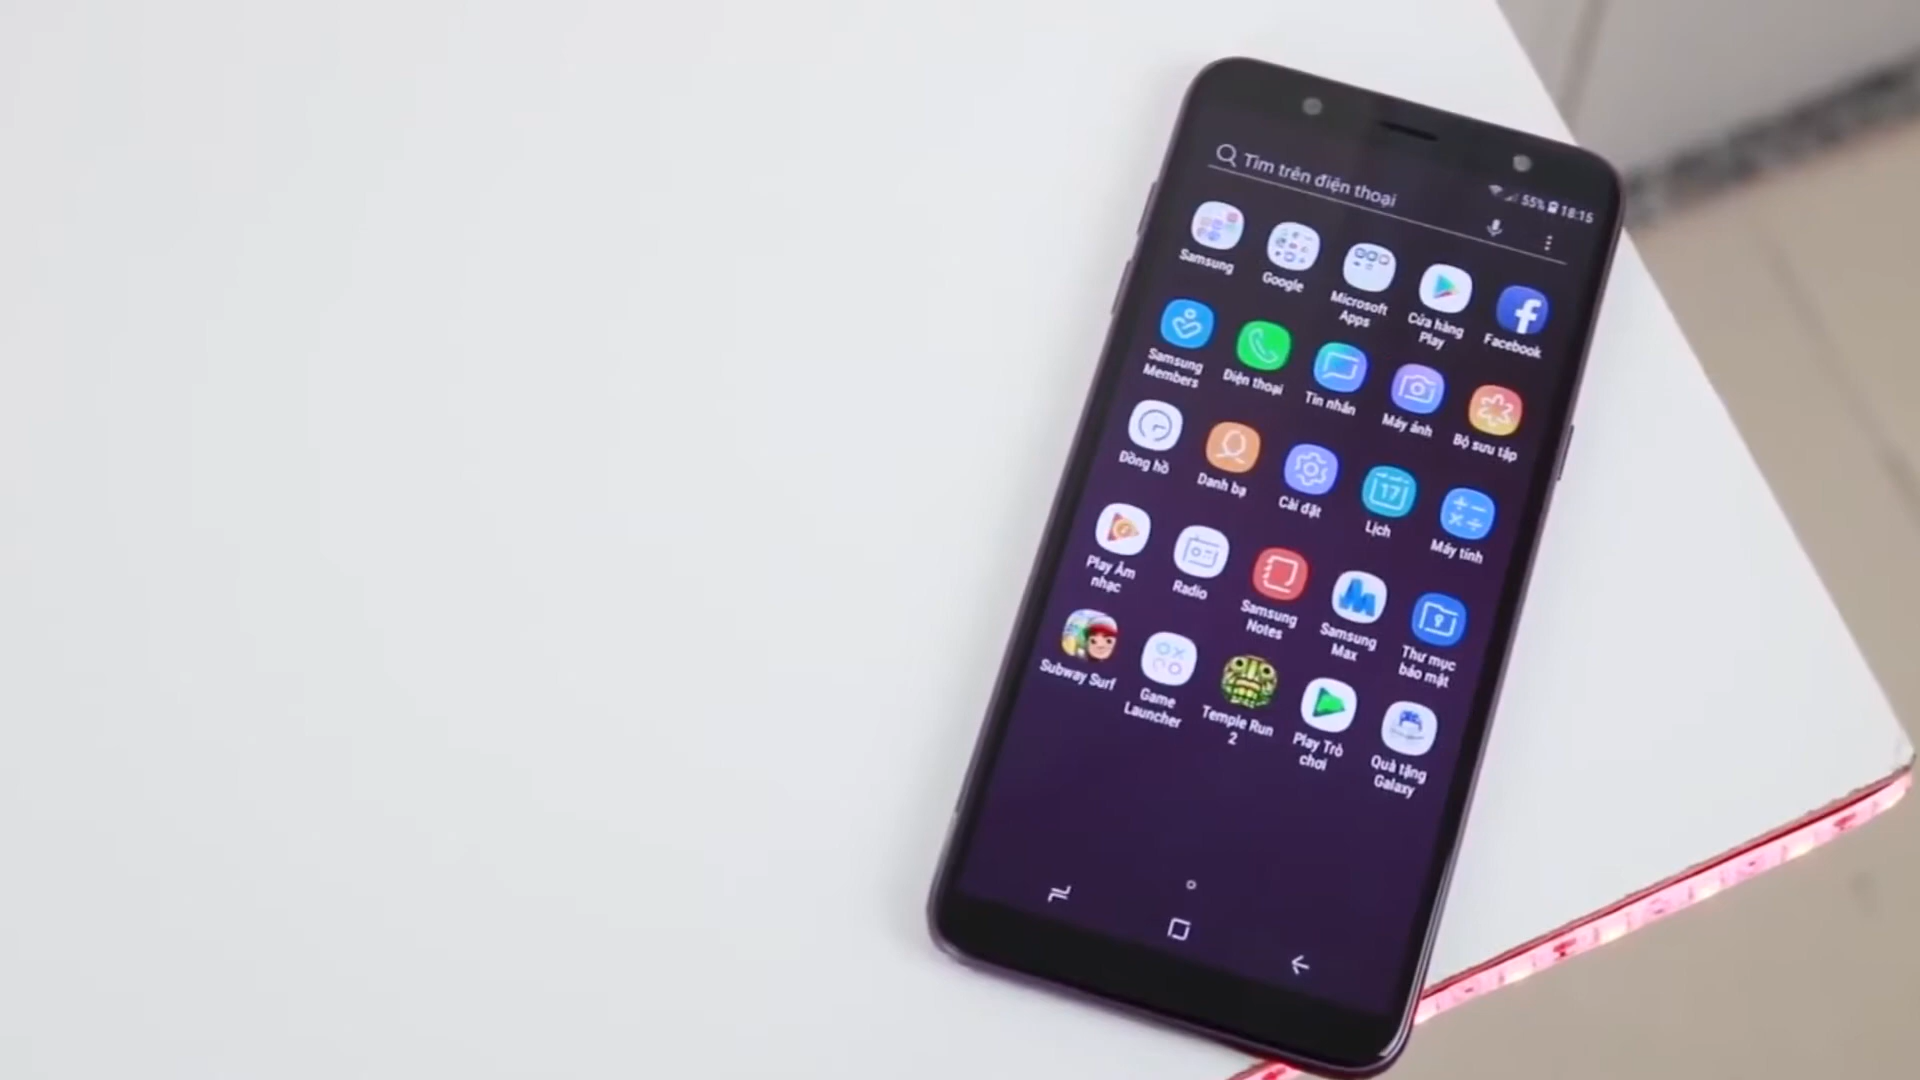 Tìm trên điện thoại
55% 18:15
Samsung
Google
Microsoft
Apps
Cửa hàng
Play
Facebook
Samsung
Members
Điện thoại
Tin nhắn
Máy ảnh
Bộ sưu tập
Đồng hồ
Danh bạ
Cài đặt
17
Lịch
Máy tính
Play Âm
nhạc
Radio
Samsung
Notes
Samsung
Max
Thư mục
bảo mật
Subway Surf
Game
Launcher
Temple Run
2
Play Trò
chơi
Quà tặng
Galaxy